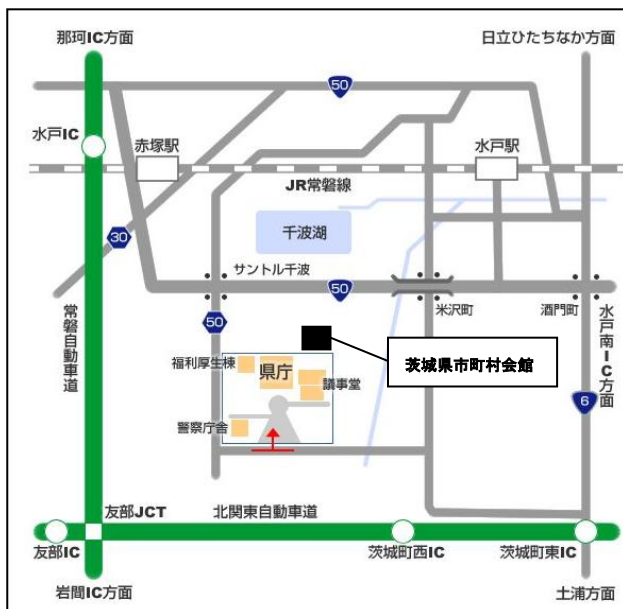 那珂IC方面
日立ひたちなか方面
50
水戸IC
赤塚駅
水戸駅
JR常磐線
30
千波湖
サントル千波
50
米沢町
酒門町
常磐自動車道
50
水戸南IC方面
福利厚生棟
県庁
議事堂
茨城県市町村会館
警察庁舎
6
友部JCT
北関東自動車道
友部IC
茨城町西IC
茨城町東IC
岩間IC方面
土浦方面